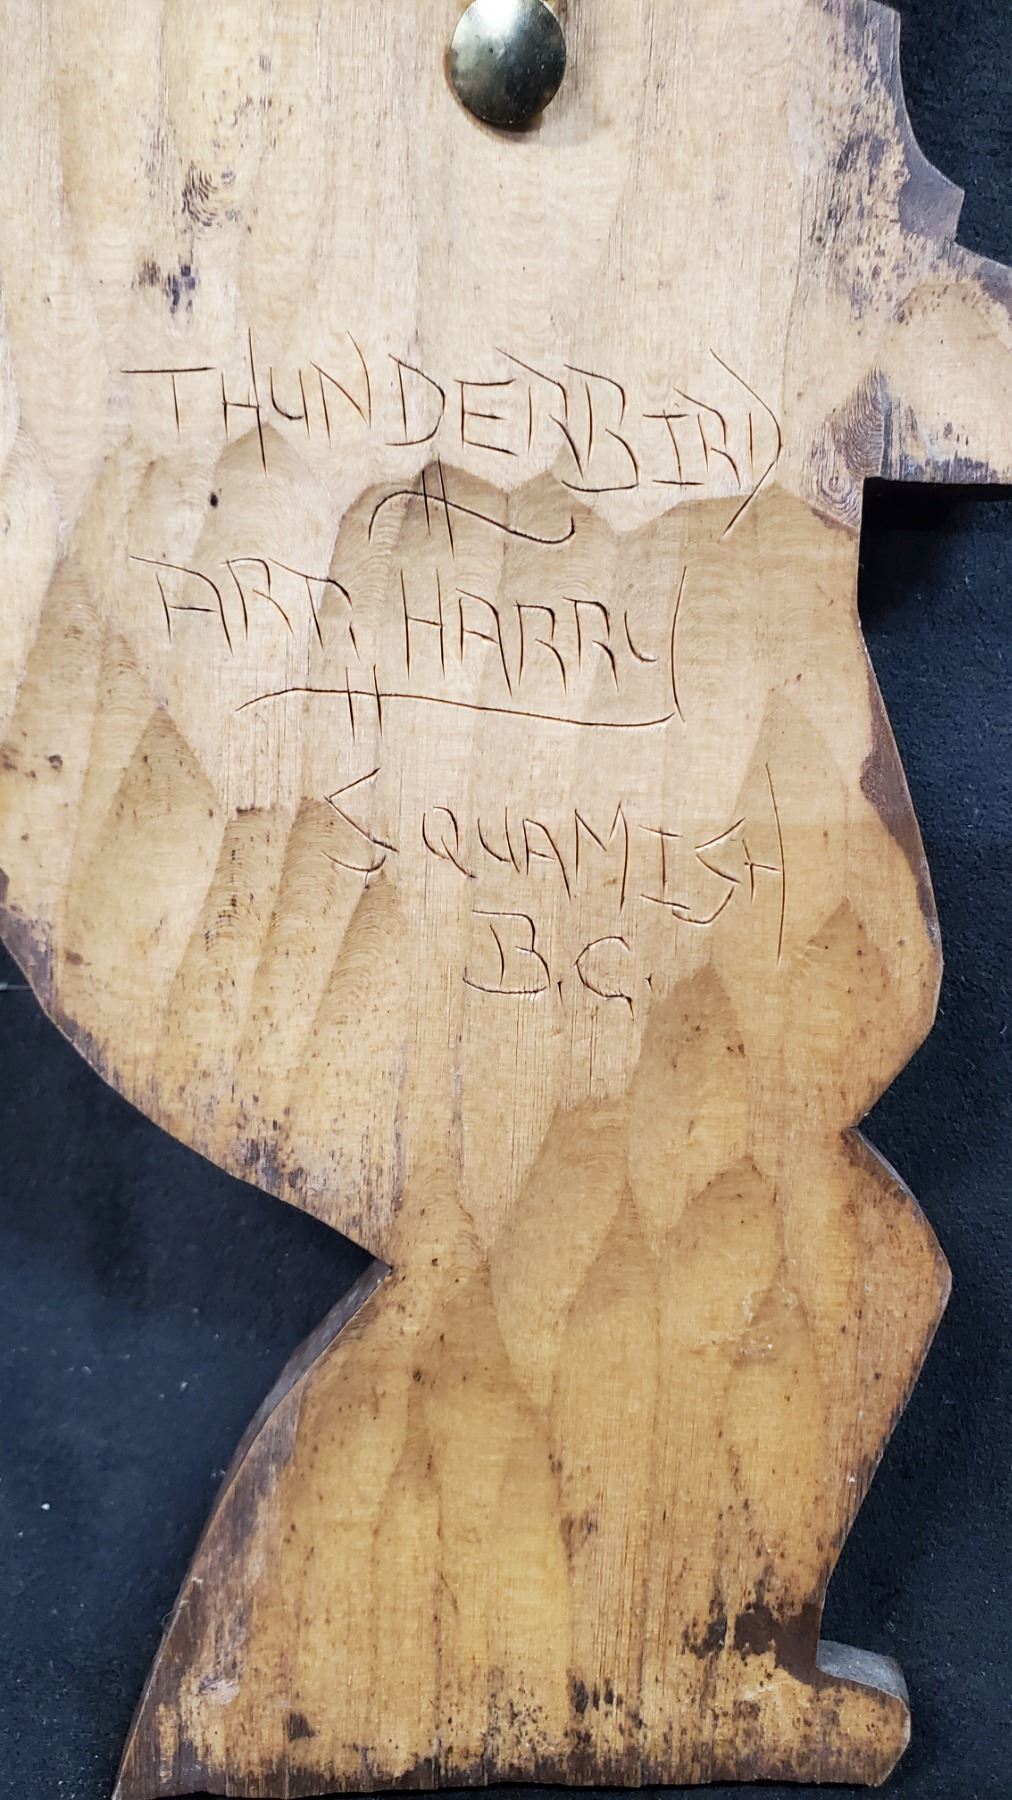 THUNDERBIRD
ART. HARRY
SQUAMISH
B.C.